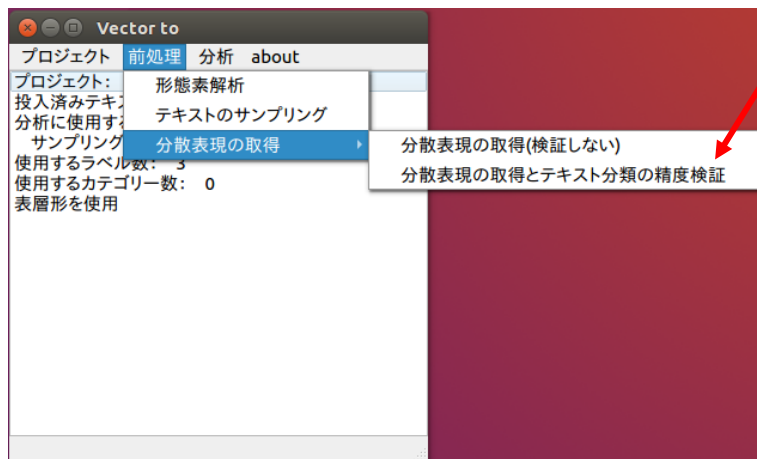 Vector to
プロジェクト 前処理 分析 about
プロジェクト:
形態素解析
投入済みテキス
テキストのサンプリング
分析に使用す
サンプリング
分散表現の取得
分散表現の取得(検証しない)
使用するラベル数: 3
分散表現の取得とテキスト分類の精度検証
使用するカテゴリー数: 0
表層形を使用